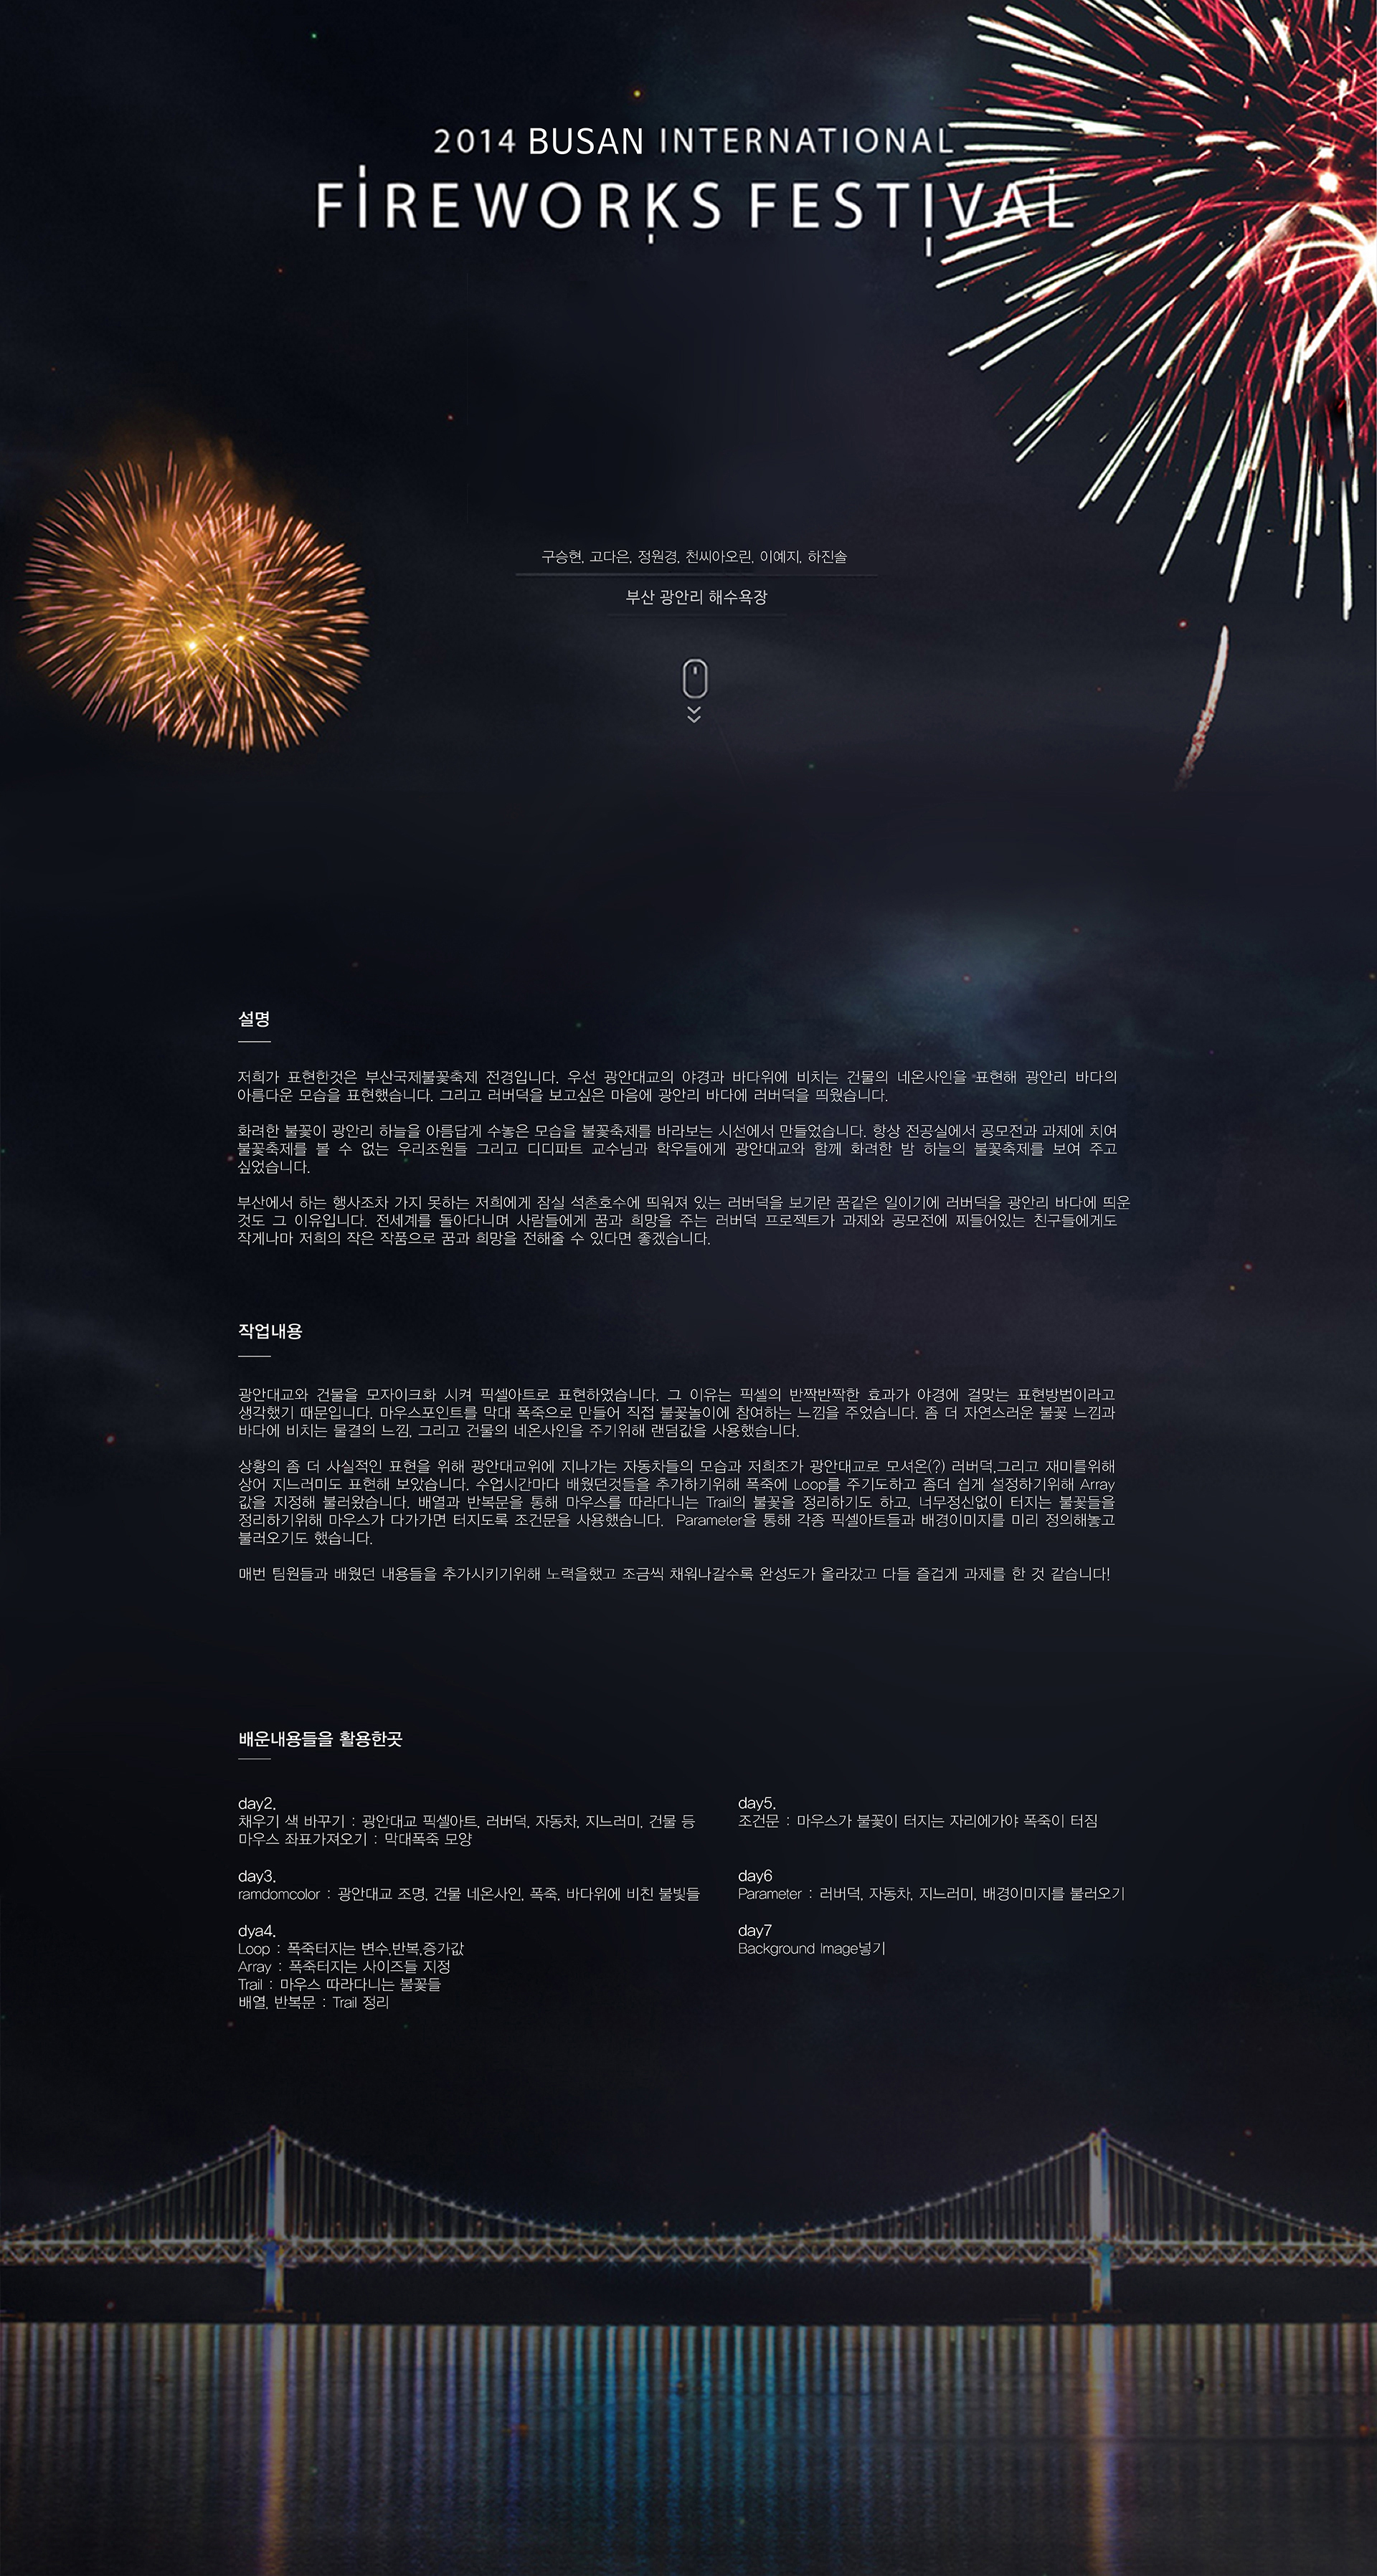 2014 BUSAN INTERNATIONAL
FiREWORKS FESTIVAL
구승현, 고다은, 정원경, 천씨아오린, 이예지, 하진솔
부산 광안리 해수욕장
설명
저희가 표현한것은 부산국제불꽃축제 전경입니다. 우선 광안대교의 야경과 바다위에 비치는 건물의 네온사인을 표현해 광안리 바다의
아름다운 모습을 표현했습니다. 그리고 러버덕을 보고싶은 마음에 광안리 바다에 러버덕을 띄웠습니다.
화려한 불꽃이 광안리 하늘을 아름답게 수놓은 모습을 불꽃축제를 바라보는 시선에서 만들었습니다. 항상 전공실에서 공모전과 과제에 치여
불꽃축제를 볼 수 없는 우리조원들 그리고 디디파트 교수님과 학우들에게 광안대교와 함께 화려한 밤 하늘의 불꽃축제를 보여 주고
싶었습니다.
부산에서 하는 행사조차 가지 못하는 저희에게 잠실 석촌호수에 띄워져 있는 러버덕을 보기란 꿈같은 일이기에 러버덕을 광안리 바다에 띄운
것도 그 이유입니다. 전세계를 돌아다니며 사람들에게 꿈과 희망을 주는 러버덕 프로젝트가 과제와 공모전에 찌들어있는 친구들에게도
작게나마 저희의 작은 작품으로 꿈과 희망을 전해줄 수 있다면 좋겠습니다.
작업내용
광안대교와 건물을 모자이크화 시켜 픽셀아트로 표현하였습니다. 그 이유는 픽셀의 반짝반짝한 효과가 야경에 걸맞는 표현방법이라고
생각했기 때문입니다. 마우스포인트를 막대 폭죽으로 만들어 직접 불꽃놀이에 참여하는 느낌을 주었습니다. 좀 더 자연스러운 불꽃 느낌과
바다에 비치는 물결의 느낌, 그리고 건물의 네온사인을 주기위해 랜덤값을 사용했습니다.
상황의 좀 더 사실적인 표현을 위해 광안대교위에 지나가는 자동차들의 모습과 저희조가 광안대교로 모셔온(?) 러버덕,그리고 재미를위해
상어 지느러미도 표현해 보았습니다. 수업시간마다 배웠던것들을 추가하기위해 폭죽에 Loop를 주기도하고 좀더 쉽게 설정하기위해 Array
값을 지정해 불러왔습니다. 배열과 반복문을 통해 마우스를 따라다니는 Trail의 불꽃을 정리하기도 하고, 너무정신없이 터지는 불꽃들을
정리하기위해 마우스가 다가가면 터지도록 조건문을 사용했습니다. Parameter을 통해 각종 픽셀아트들과 배경이미지를 미리 정의해놓고
불러오기도 했습니다.
매번 팀원들과 배웠던 내용들을 추가시키기위해 노력을했고 조금씩 채워나갈수록 완성도가 올라갔고 다들 즐겁게 과제를 한 것 같습니다!
배운내용들을 활용한곳
day2.
채우기 색 바꾸기 : 광안대교 픽셀아트, 러버덕, 자동차, 지느러미, 건물 등
마우스 좌표가져오기 : 막대폭죽 모양
day3.
ramdomcolor : 광안대교 조명, 건물 네온사인, 폭죽, 바다위에 비친 불빛들
dya4.
Loop : 폭죽터지는 변수,반복,증가값
Array : 폭죽터지는 사이즈들 지정
Trail : 마우스 따라다니는 불꽃들
배열, 반복문 : Trail 정리
day5.
조건문 : 마우스가 불꽃이 터지는 자리에가야 폭죽이 터짐
day6
Parameter : 러버덕, 자동차, 지느러미, 배경이미지를 불러오기
day7
Background Image넣기